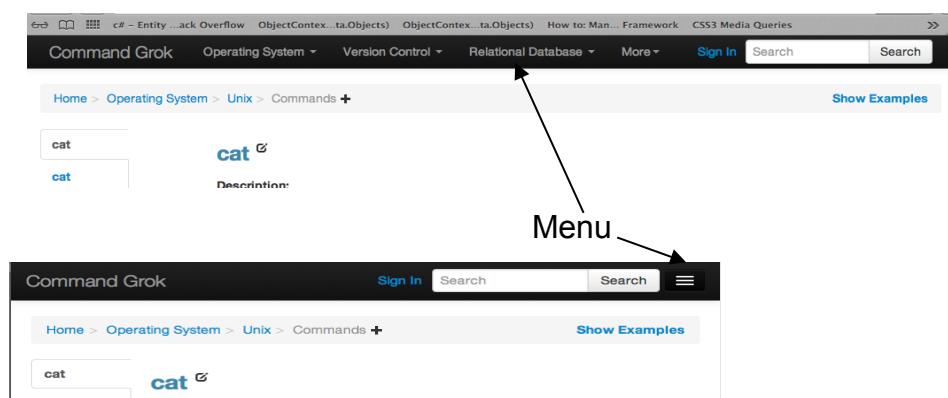 c# - Entity ...ack Overflow ObjectContex...ta.Objects) ObjectContex...ta.Objects) How to: Man... Framework CSS3 Media Queries >>
Command Grok Operating System Version Control Relational Database More Sign In Search Search
Home > Operating System > Unix > Commands + Show Examples
cat
cat
cat
Description:
Menu
Command Grok Sign In Search Search
Home > Operating System > Unix > Commands + Show Examples
cat
cat